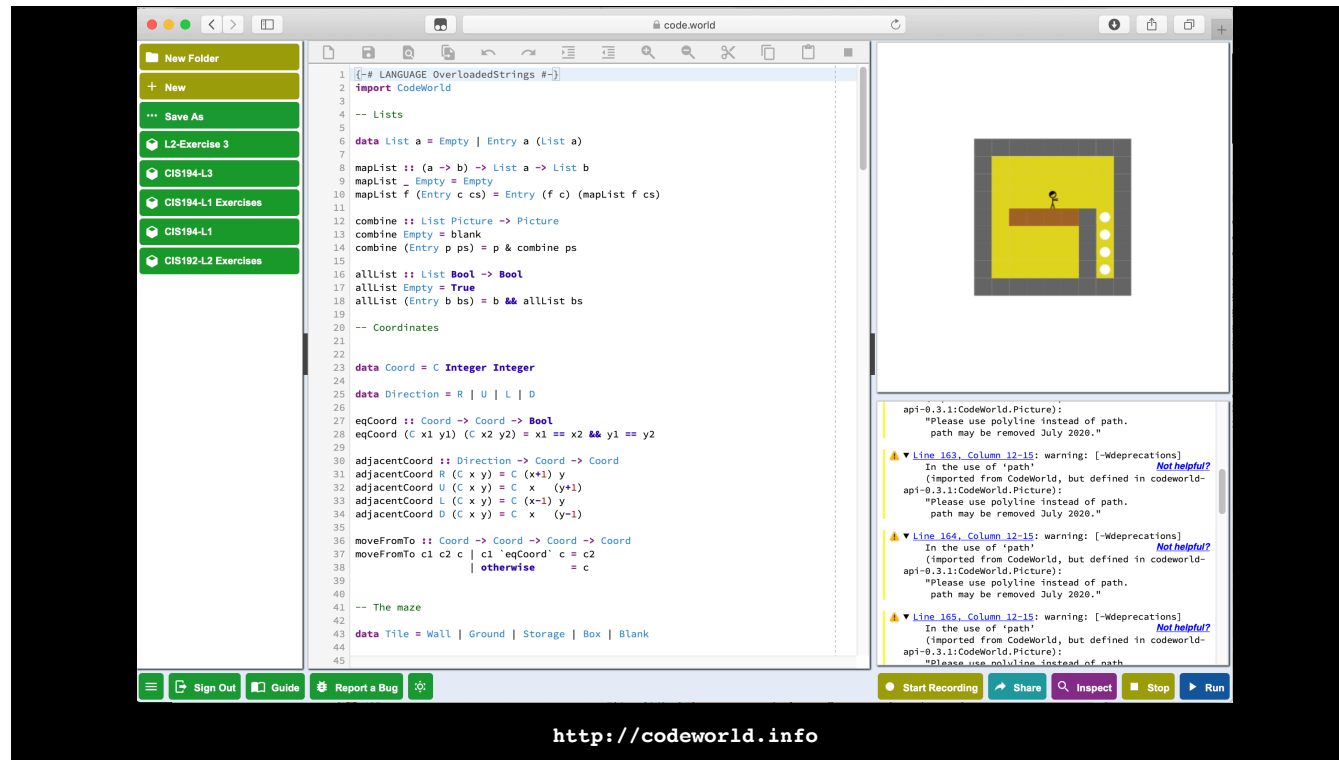 code.world
New Folder
+ New
Save As
L2-Exercise 3
CIS194-L3
CIS194-L1 Exercises
CIS194-L1
CIS192-L2 Exercises
1 {-# LANGUAGE OverloadedStrings #-}
2 import CodeWorld
3
4 -- Lists
5
6 data List a = Empty | Entry a (List a)
7
8 mapList :: (a -> b) -> List a -> List b
9 mapList _ Empty = Empty
10 mapList f (Entry c cs) = Entry (f c) (mapList f cs)
11
12 combine :: List Picture -> Picture
13 combine Empty = blank
14 combine (Entry p ps) = p & combine ps
15
16 allList :: List Bool -> Bool
17 allList Empty = True
18 allList (Entry b bs) = b && allList bs
19
20 -- Coordinates
21
22
23 data Coord = C Integer Integer
24
25 data Direction = R | U | L | D
26
27 eqCoord :: Coord -> Coord -> Bool
28 eqCoord (C x1 y1) (C x2 y2) = x1 == x2 && y1 == y2
29
30 adjacentCoord :: Direction -> Coord -> Coord
31 adjacentCoord R (C x y) = C (x+1) y
32 adjacentCoord U (C x y) = C  x   (y+1)
33 adjacentCoord L (C x y) = C (x-1) y
34 adjacentCoord D (C x y) = C  x   (y-1)
35
36 moveFromTo :: Coord -> Coord -> Coord -> Coord
37 moveFromTo c1 c2 c | c1 `eqCoord` c = c2
38                    | otherwise      = c
39
40
41 -- The maze
42
43 data Tile = Wall | Ground | Storage | Box | Blank
44
45
api-0.3.1:CodeWorld.Picture):
"Please use polyline instead of path.
path may be removed July 2020."
Line 163, Column 12-15: warning: [-Wdeprecations]
In the use of ‘path’ Not helpful?
(imported from CodeWorld, but defined in codeworld-
api-0.3.1:CodeWorld.Picture):
"Please use polyline instead of path.
path may be removed July 2020."
Line 164, Column 12-15: warning: [-Wdeprecations]
In the use of ‘path’ Not helpful?
(imported from CodeWorld, but defined in codeworld-
api-0.3.1:CodeWorld.Picture):
"Please use polyline instead of path.
path may be removed July 2020."
Line 165, Column 12-15: warning: [-Wdeprecations]
In the use of ‘path’ Not helpful?
(imported from CodeWorld, but defined in codeworld-
api-0.3.1:CodeWorld.Picture):
"Please use polyline instead of path
Sign Out Guide Report a Bug Start Recording Share Inspect Stop Run
http://codeworld.info